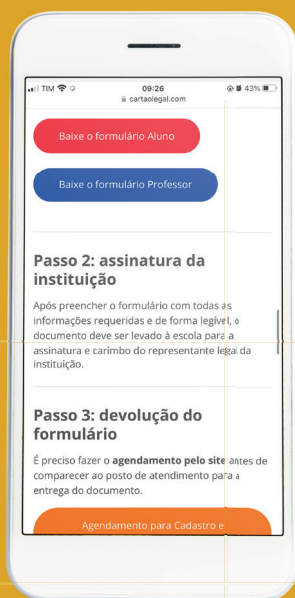 TIM
09:26
43%
cartaolegal.com
Baixe o formulário Aluno
Baixe o formulário Professor
Passo 2: assinatura da
instituição
Após preencher o formulário com todas as
informações requeridas e de forma legível, o
documento deve ser levado à escola para a
assinatura e carimbo do representante legal da
instituição.
Passo 3: devolução do
formulário
É preciso fazer o agendamento pelo site antes de
comparecer ao posto de atendimento para a
entrega do documento.
Agendamento para Cadastro e